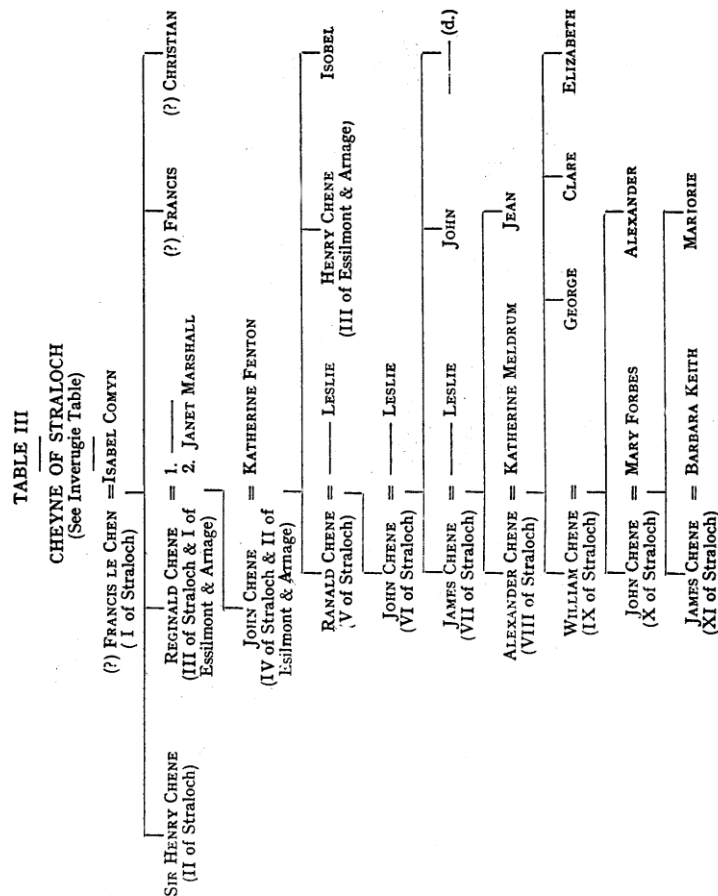 TABLE III
CHEYNE OF STRALOCH
(See Inverugie Table)
(?) FRANCIS LE CHEN = ISABEL COMYN
( I of Straloch)
SIR HENRY CHENE
(II of Straloch)
REGINALD CHENE = 1. ———
(III of Straloch & I of 2. JANET MARSHALL
Essilmont & Arnage)
(?) FRANCIS
(?) CHRISTIAN
JOHN CHENE = KATHERINE FENTON
(IV of Straloch & II of
Esilmont & Arnage)
RANALD CHENE = ——— LESLIE
(V of Straloch)
HENRY CHENE
(III of Essilmont & Arnage)
ISOBEL
JOHN CHENE = ——— LESLIE
(VI of Straloch)
JAMES CHENE = ——— LESLIE
(VII of Straloch)
JOHN
——— (d.)
ALEXANDER CHENE = KATHERINE MELDRUM
(VIII of Straloch)
JEAN
WILLIAM CHENE =
(IX of Straloch)
GEORGE
CLARE
ELIZABETH
JOHN CHENE = MARY FORBES
(X of Straloch)
ALEXANDER
JAMES CHENE = BARBARA KEITH
(XI of Straloch)
MARJORIE